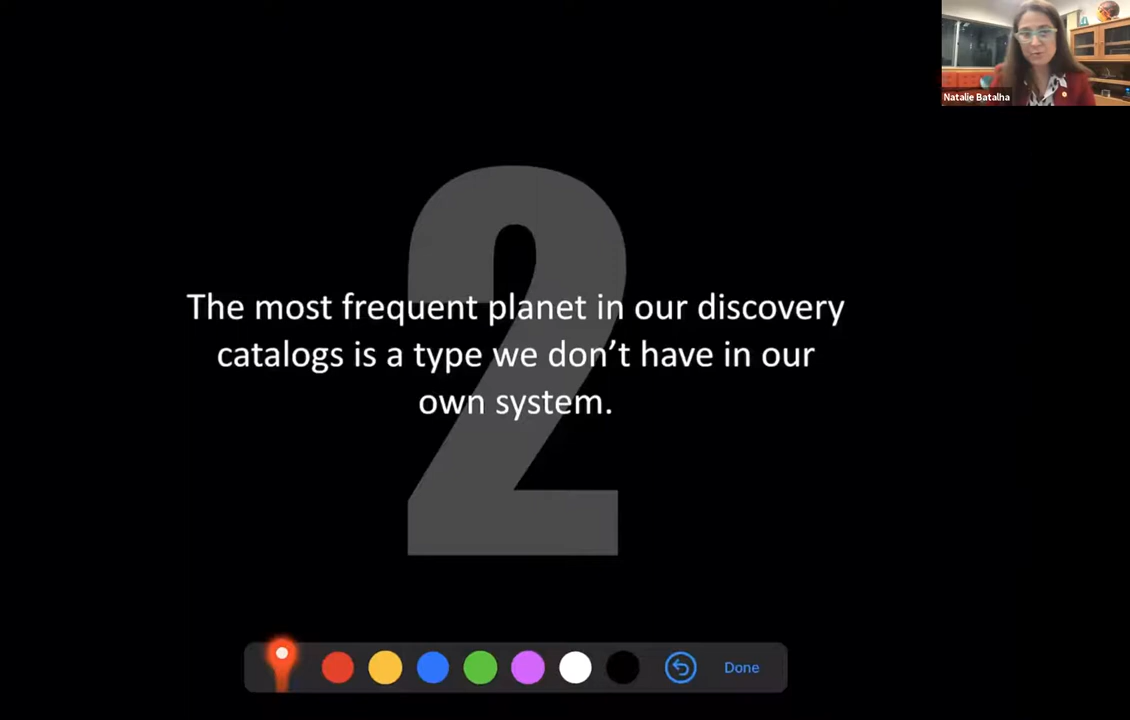 Natalie Batalha
2
The most frequent planet in our discovery
catalogs is a type we don't have in our
own system.
Done